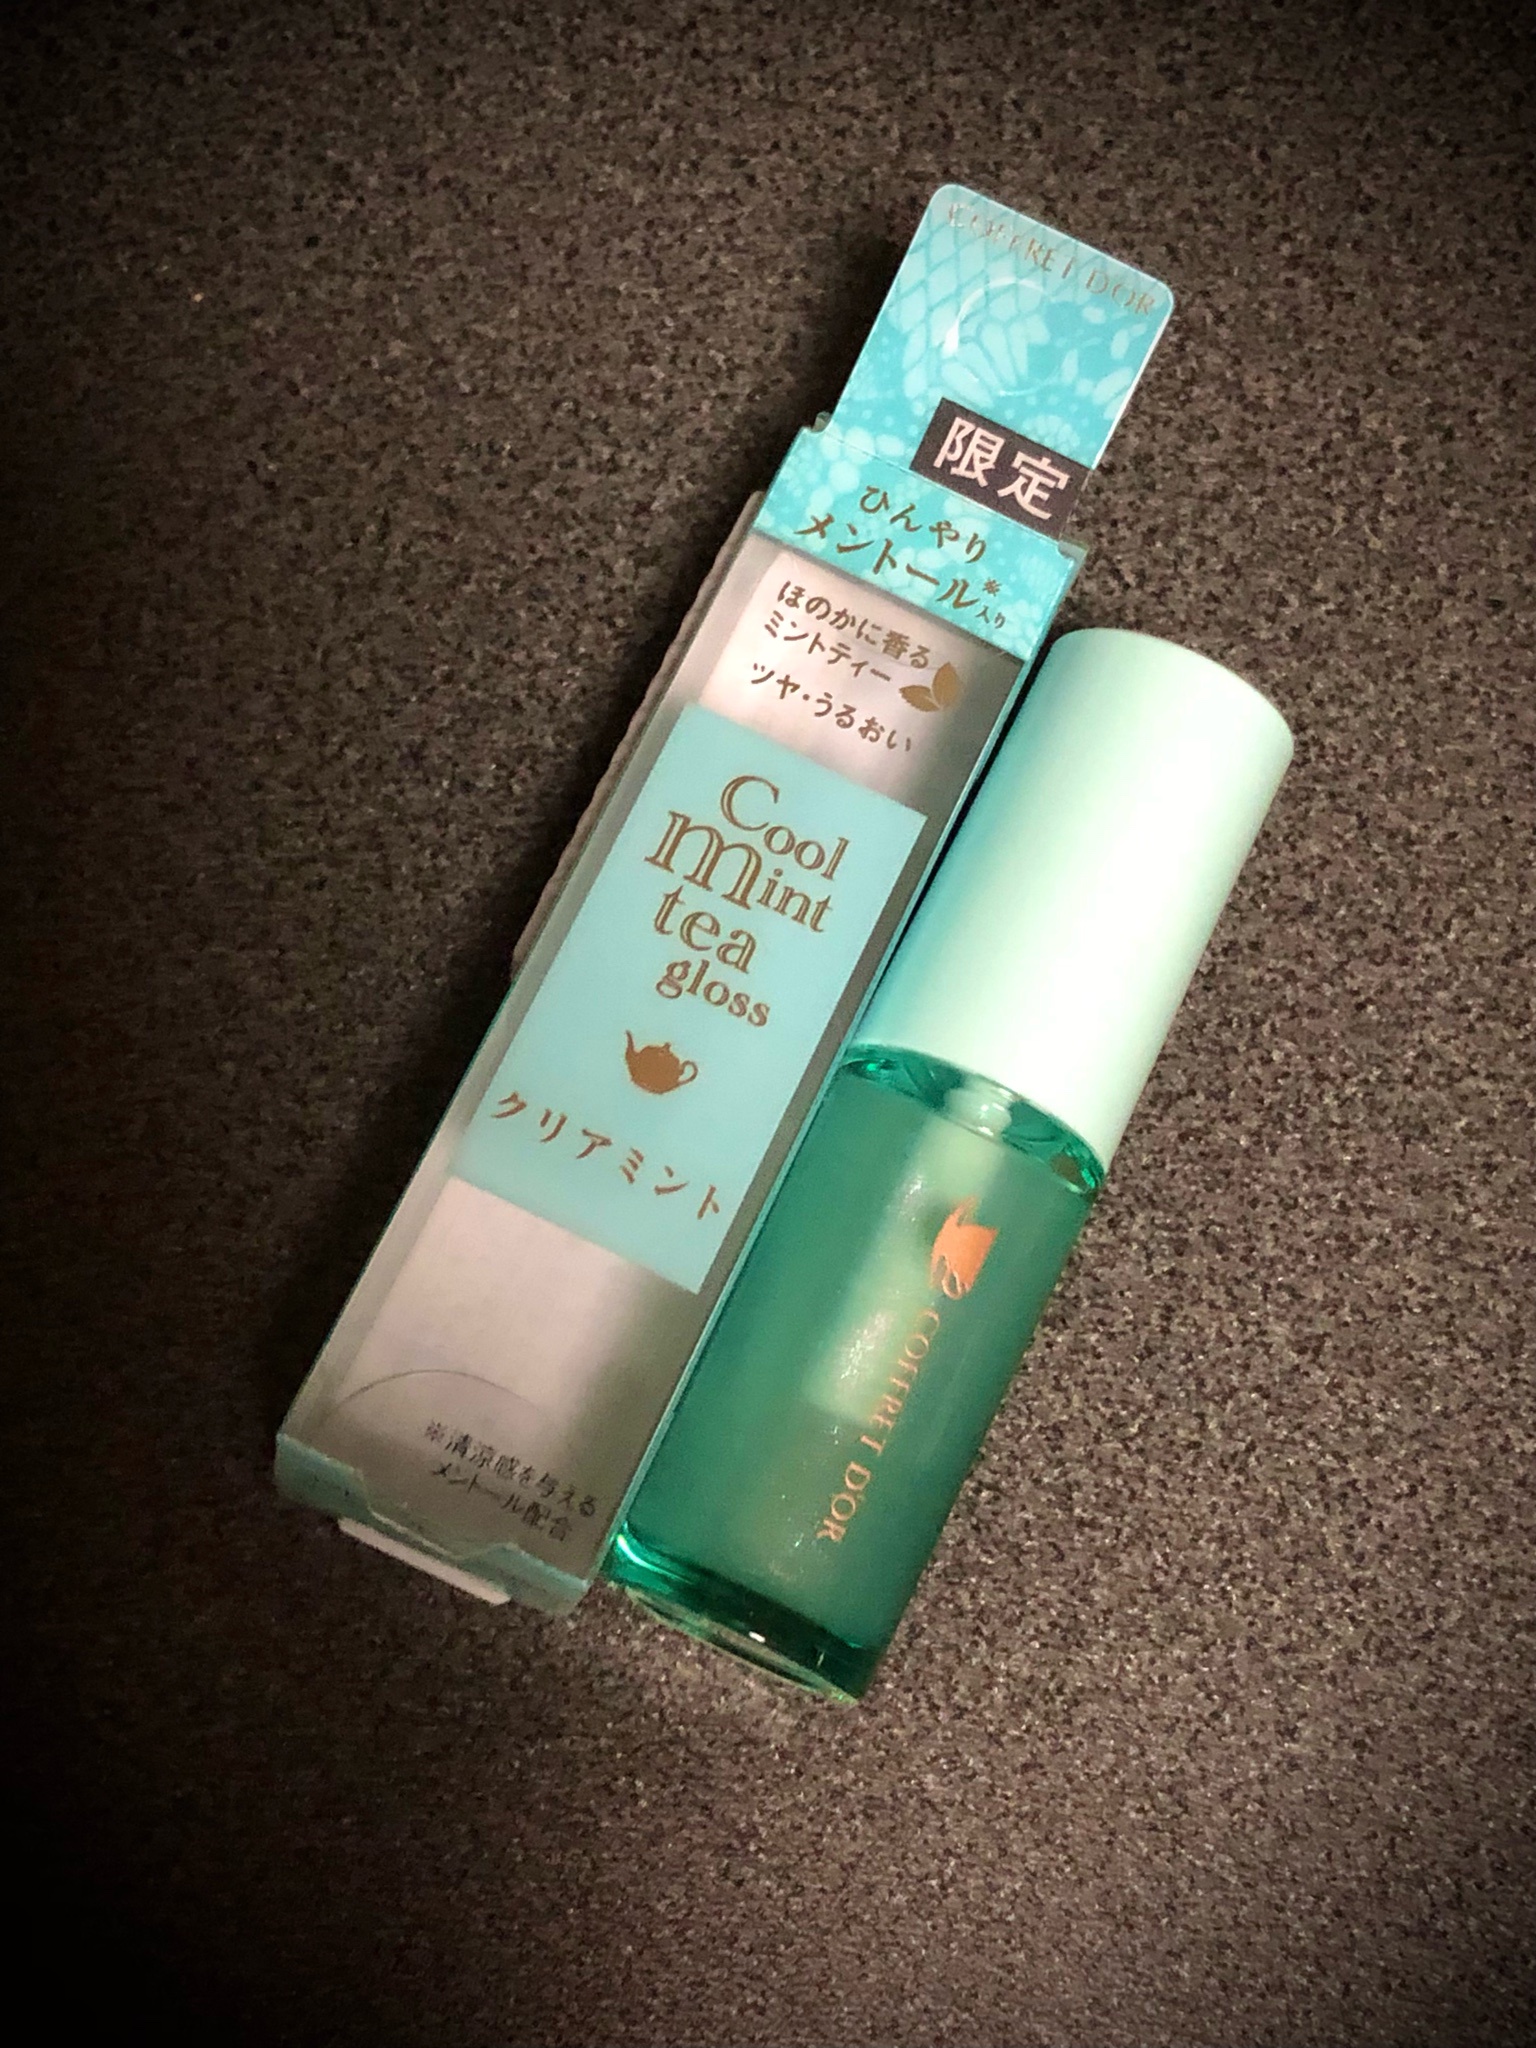 COFFRET D'OR
限定
ひんやり
メントール※入り
ほのかに香る
ミントティー
ツヤ・うるおい
Cool
mint
tea
gloss
クリアミント
※清涼感を与える
メントール配合
COFFRET D'OR